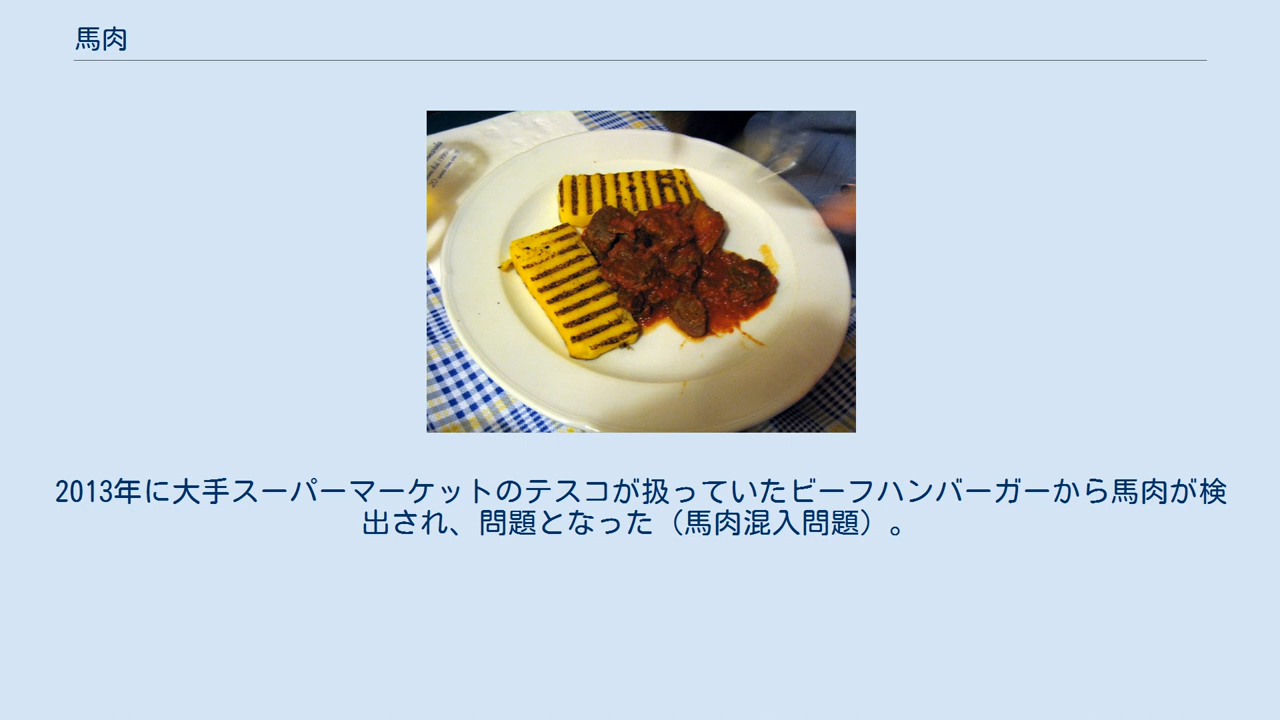 馬肉
2013年に大手スーパーマーケットのテスコが扱っていたビーフハンバーガーから馬肉が検
出され、問題となった（馬肉混入問題）。